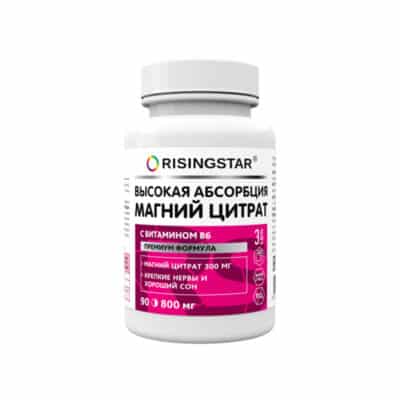 RISINGSTAR®
ВЫСОКАЯ АБСОРБЦИЯ
МАГНИЙ ЦИТРАТ
С ВИТАМИНОМ В6
3
ПРЕМИУМ ФОРМУЛА
• МАГНИЙ ЦИТРАТ 300 МГ
• КРЕПКИЕ НЕРВЫ И
ХОРОШИЙ СОН
90 800 мг